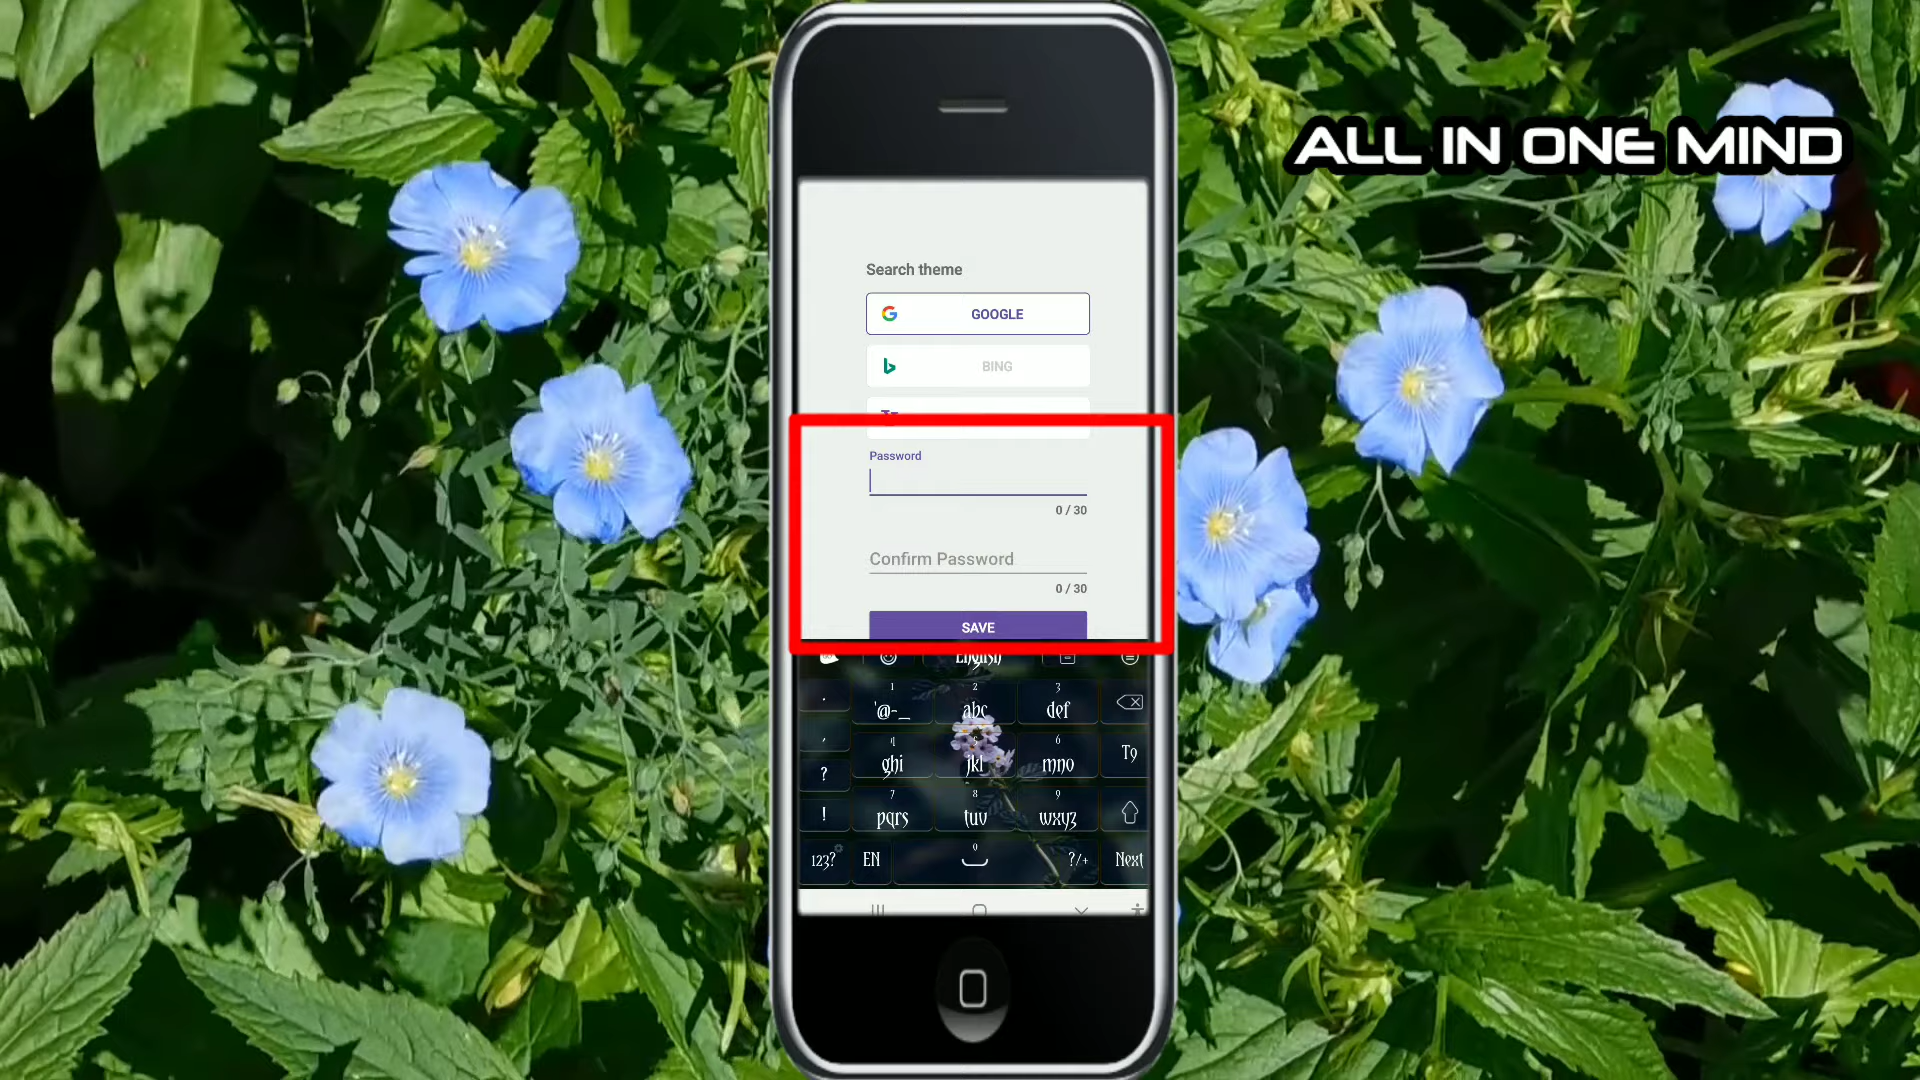 ALL IN ONE MIND
Search theme
GOOGLE
BING
Password
0 / 30
Confirm Password
0 / 30
SAVE
English
1 2 3
. '@-_ abc def
4 5 6
, ghi jkl mno T9
?
7 8 9
! pqrs tuv wxyz
0
123? EN ?/+ Next